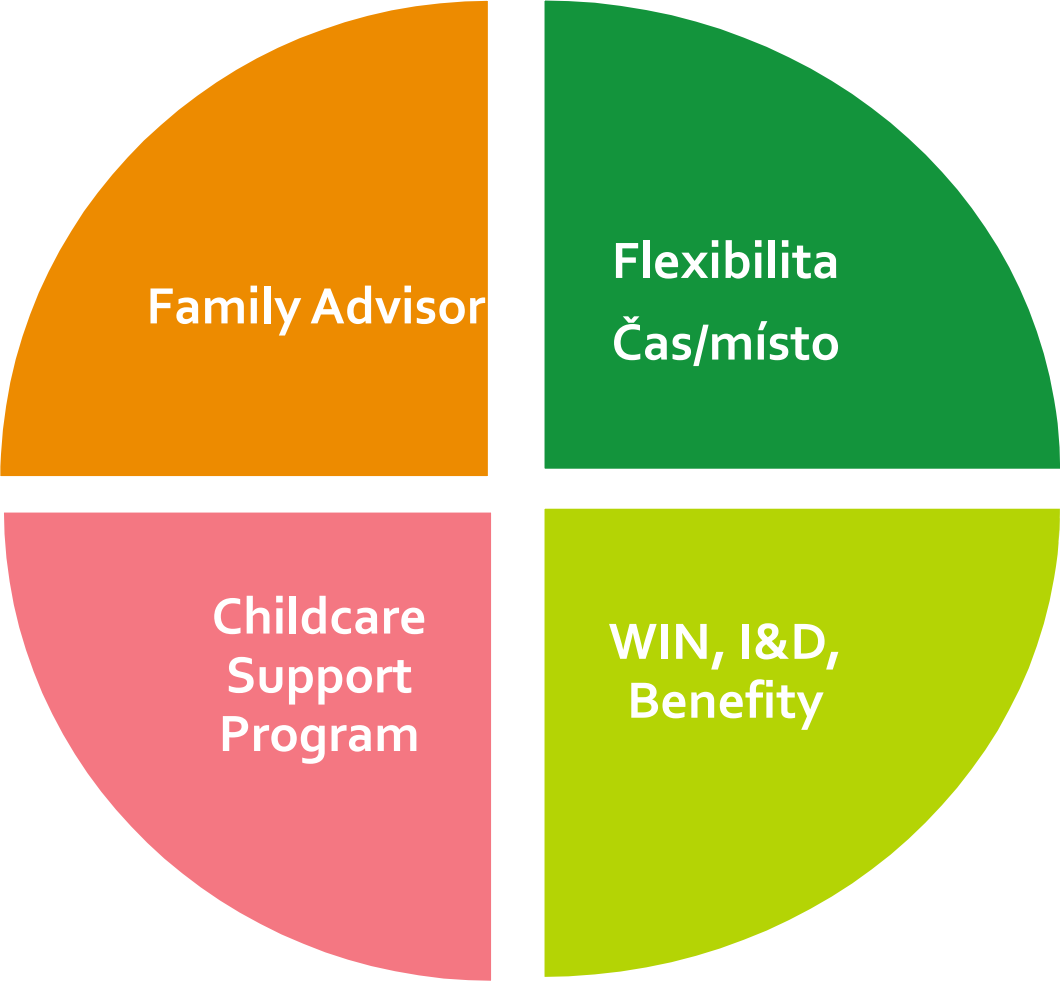 Family Advisor
Flexibilita
Čas/místo
Childcare
Support
Program
WIN, I&D,
Benefity